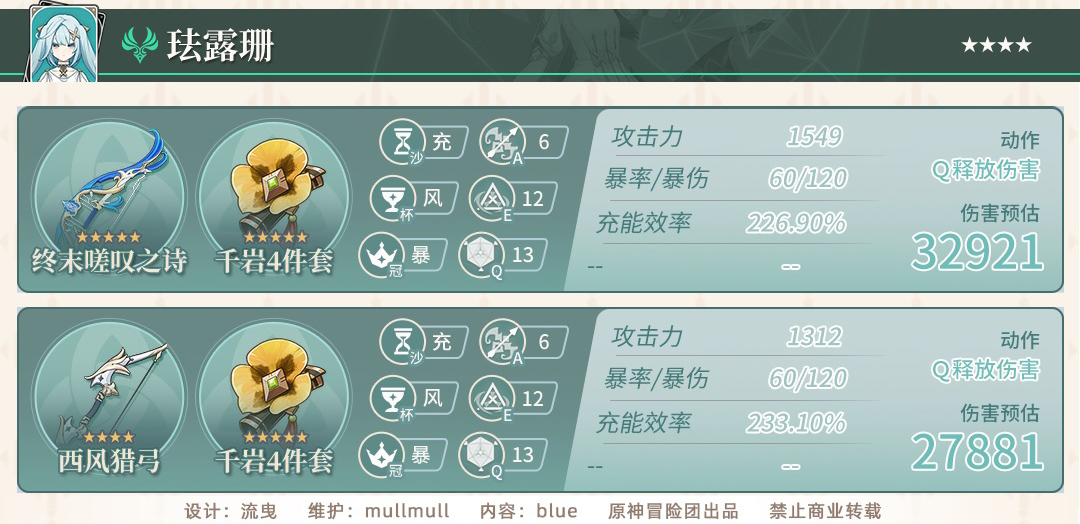 珐露珊
★★★★
充
沙
6
A
攻击力 1549
动作
Q释放伤害
风
杯
12
E
暴率/暴伤 60/120
充能效率 226.90%
伤害预估
32921
★★★★★
终末嗟叹之诗
★★★★★
千岩4件套
暴
冠
13
Q
-- --
充
沙
6
A
攻击力 1312
动作
Q释放伤害
风
杯
12
E
暴率/暴伤 60/120
充能效率 233.10%
伤害预估
27881
★★★★
西风猎弓
★★★★★
千岩4件套
暴
冠
13
Q
-- --
设计：流曳 维护：mullmull 内容：blue 原神冒险团出品 禁止商业转载